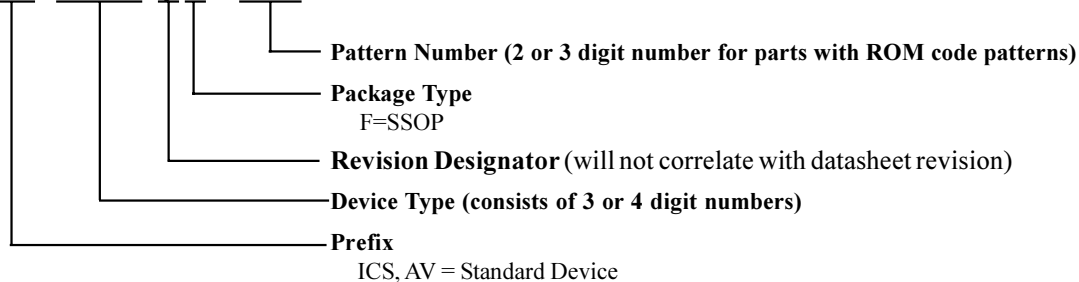 Pattern Number (2 or 3 digit number for parts with ROM code patterns)
Package Type
F=SSOP
Revision Designator (will not correlate with datasheet revision)
Device Type (consists of 3 or 4 digit numbers)
Prefix
ICS, AV = Standard Device